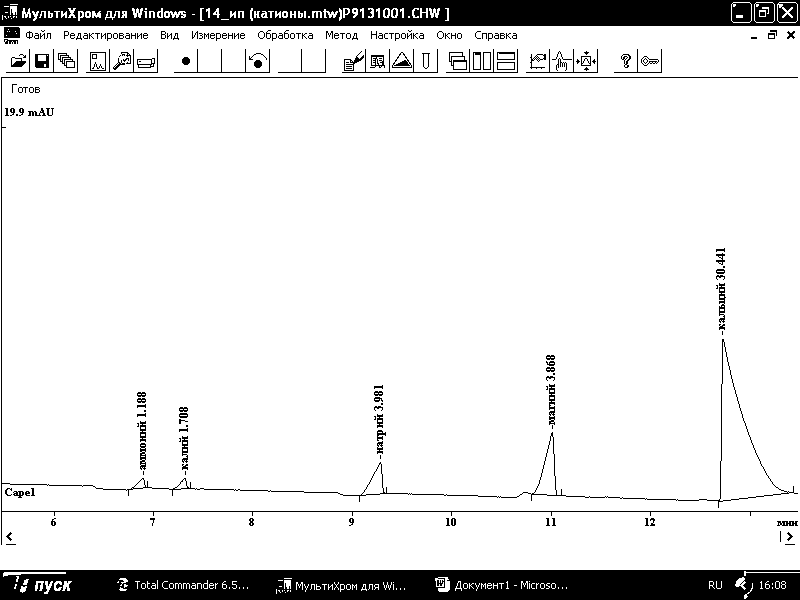 МультиХром для Windows - [14_ип (катионы.mtw)P9131001.CHW ]
Файл Редактирование Вид Измерение Обработка Метод Настройка Окно Справка
Готов
19.9 mAU
аммоний 1.188
калий 1.708
натрий 3.981
магний 3.868
кальций 30.441
Cape1
6 7 8 9 10 11 12 мин
пуск Total Commander 6.5... МультиХром для Wi... Документ1 - Microso... RU 16:08